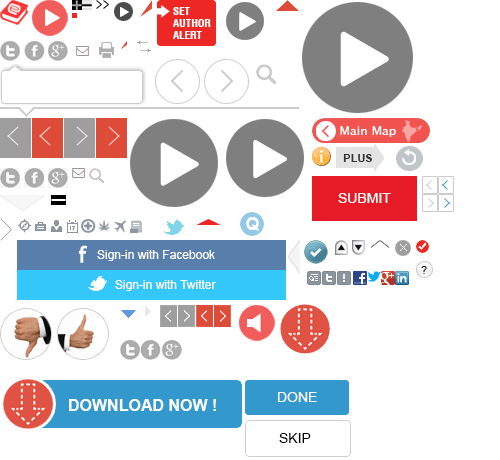 SET
AUTHOR
ALERT
Main Map
PLUS
SUBMIT
Sign-in with Facebook
Sign-in with Twitter
DOWNLOAD NOW !
DONE
SKIP